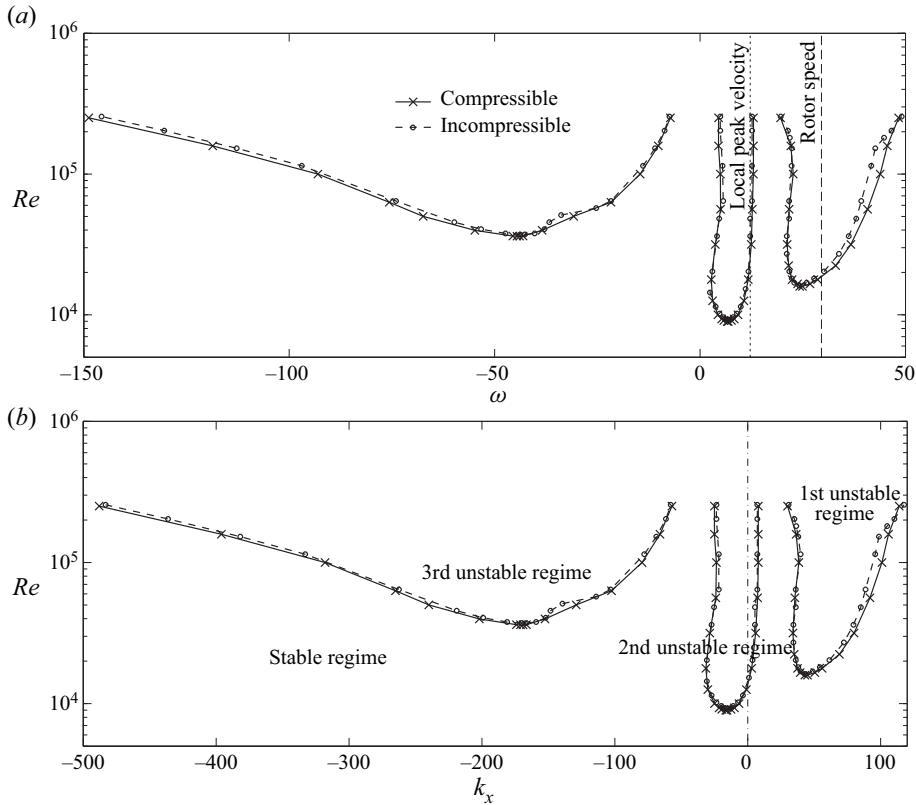 (a)
10^6
10^5
10^4
Re
Compressible
Incompressible
Local peak velocity
Rotor speed
–150
–100
–50
0
50
ω
(b)
10^6
10^5
10^4
Re
1st unstable
regime
3rd unstable regime
2nd unstable regime
Stable regime
–500
–400
–300
–200
–100
0
100
k_x